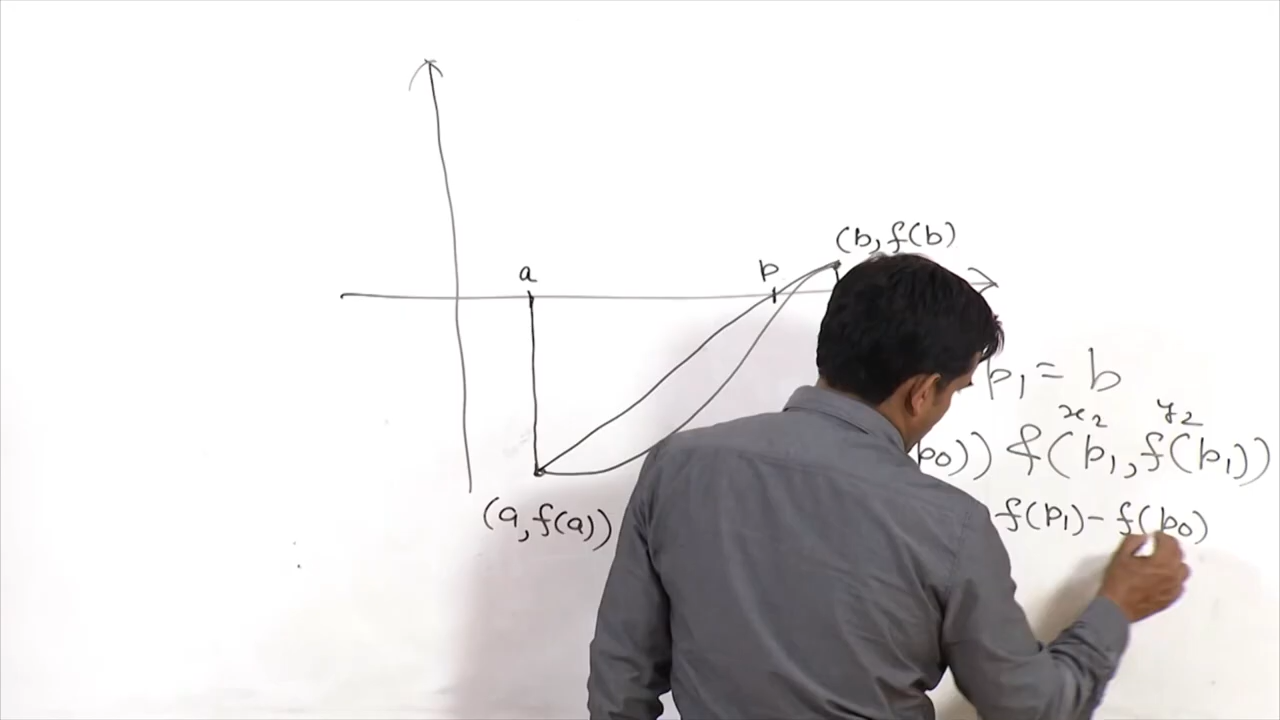 (b, f(b)
a
p
p₁ = b
x₂ y₂
p₀)) & (p₁, f(p₁))
(a, f(a))
f(p₁) - f(p₀)